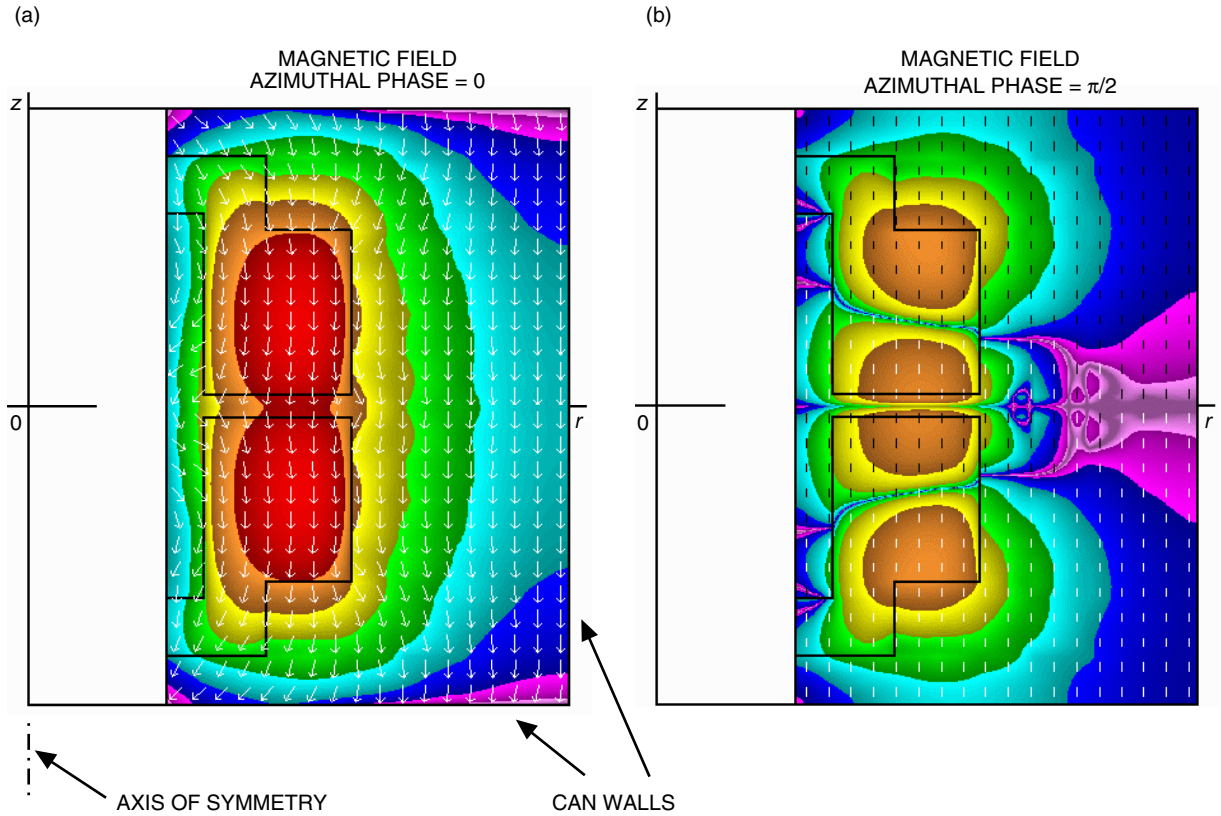 (a)
MAGNETIC FIELD
AZIMUTHAL PHASE = 0
z
0
r
AXIS OF SYMMETRY
CAN WALLS
(b)
MAGNETIC FIELD
AZIMUTHAL PHASE = π/2
z
0
r